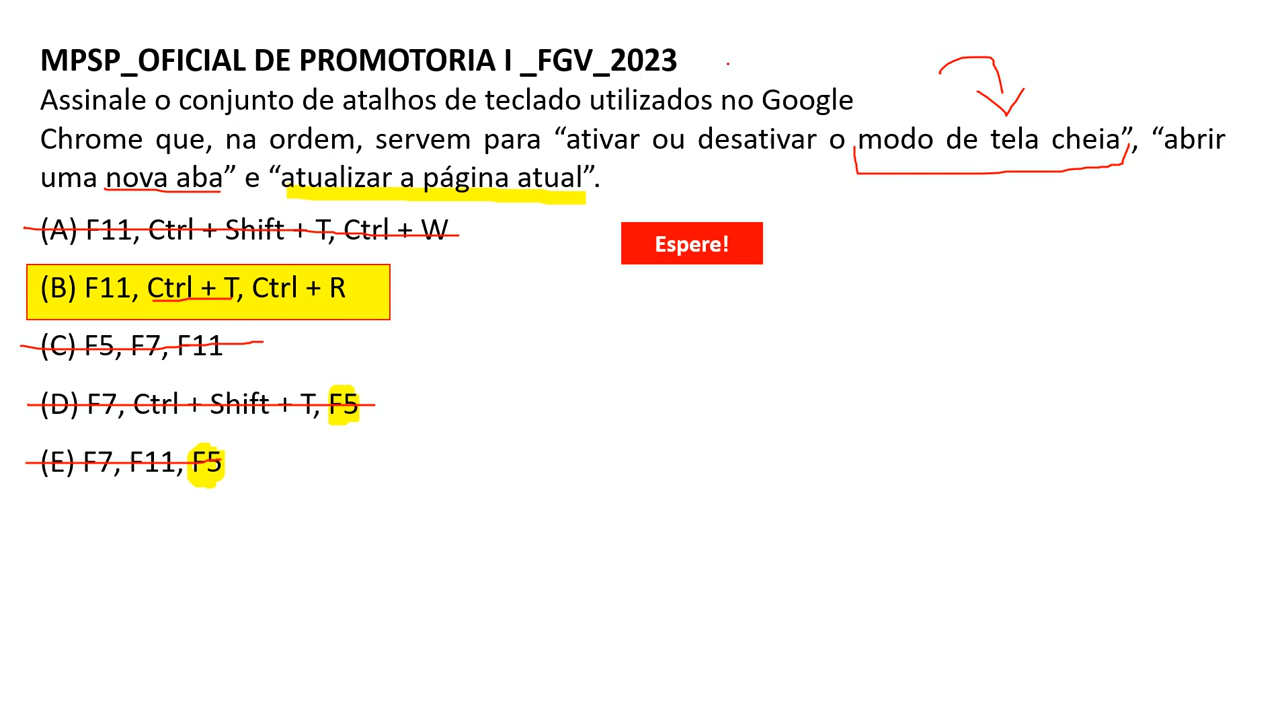 MPSP_OFICIAL DE PROMOTORIA I _FGV_2023
Assinale o conjunto de atalhos de teclado utilizados no Google
Chrome que, na ordem, servem para “ativar ou desativar o modo de tela cheia”, “abrir
uma nova aba” e “atualizar a página atual”.
(A) F11, Ctrl + Shift + T, Ctrl + W
Espere!
(B) F11, Ctrl + T, Ctrl + R
(C) F5, F7, F11
(D) F7, Ctrl + Shift + T, F5
(E) F7, F11, F5